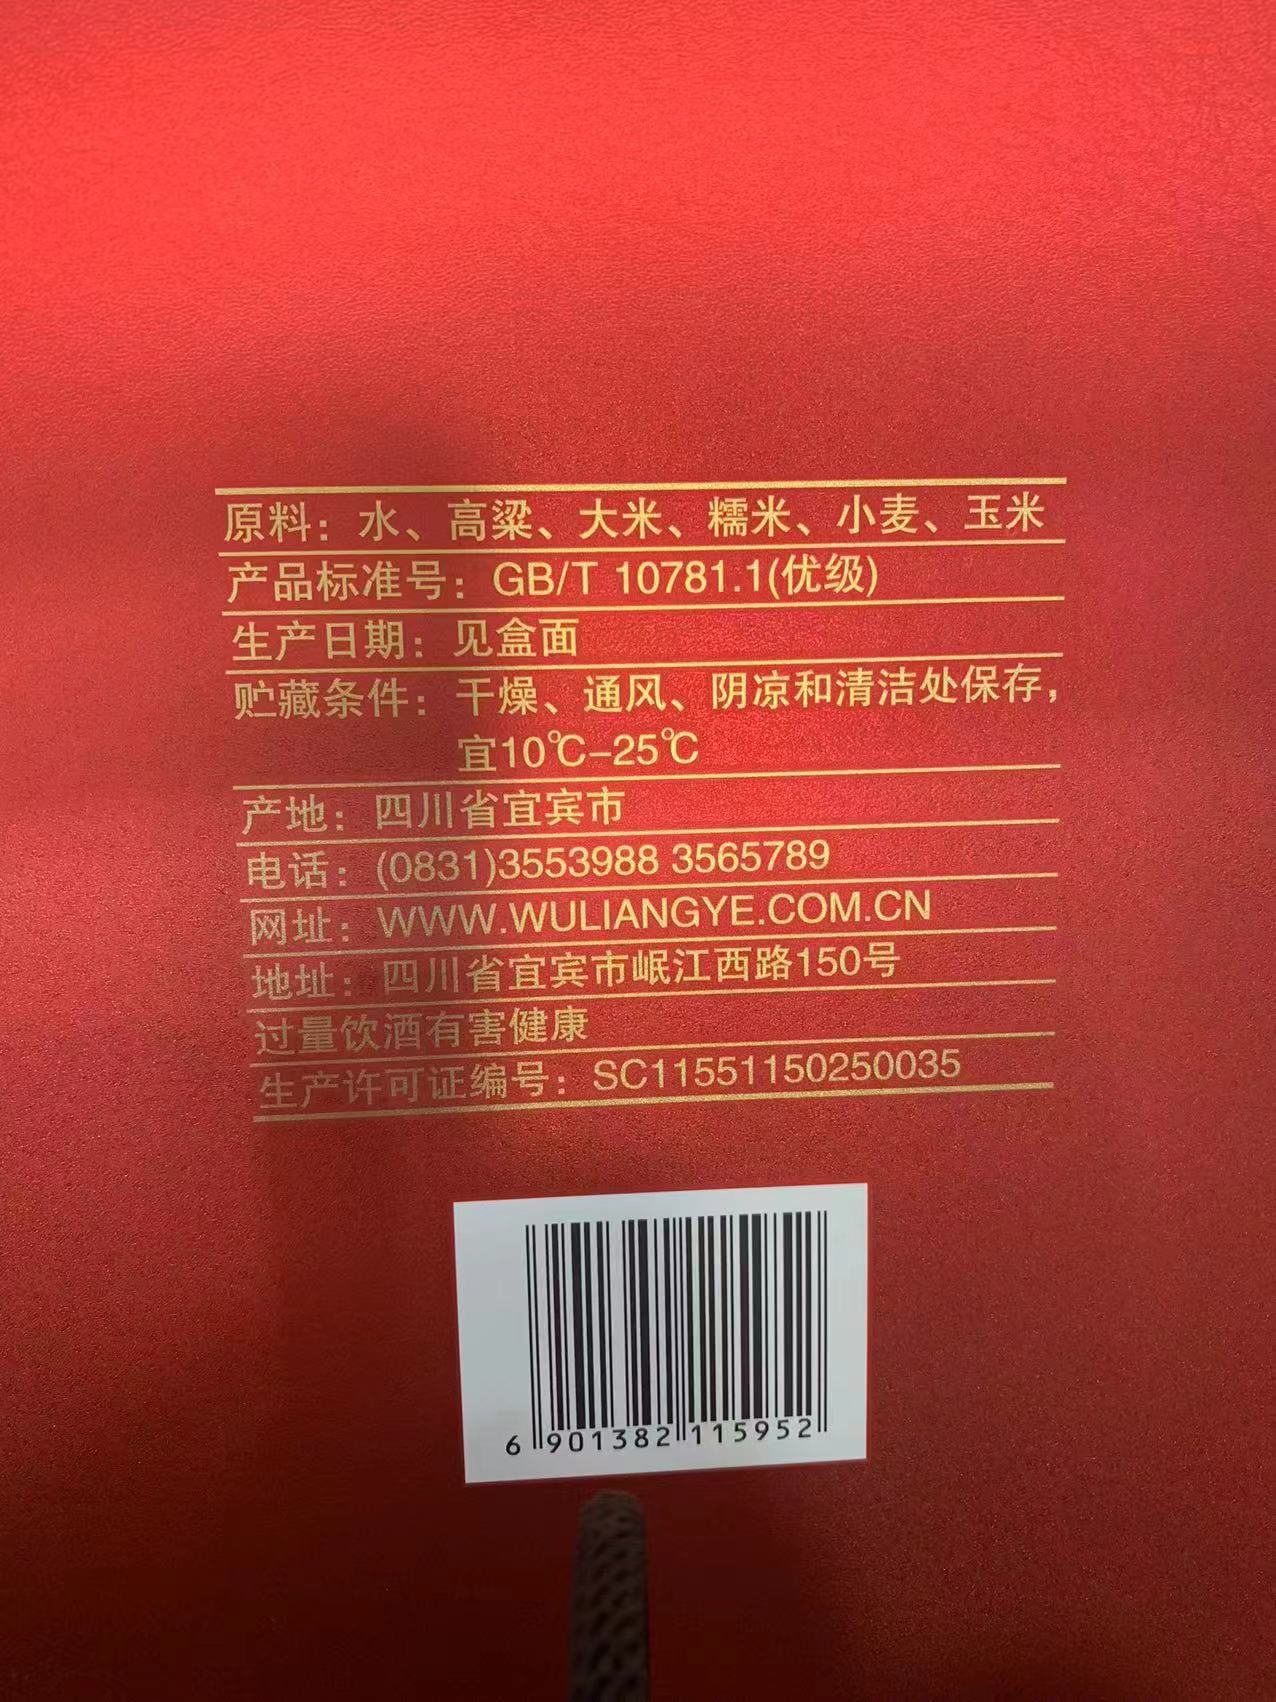 原料：水、高粱、大米、糯米、小麦、玉米
产品标准号：GB/T 10781.1(优级)
生产日期：见盒面
贮藏条件：干燥、通风、阴凉和清洁处保存，
宜10℃-25℃
产地：四川省宜宾市
电话：(0831)3553988 3565789
网址：WWW.WULIANGYE.COM.CN
地址：四川省宜宾市岷江西路150号
过量饮酒有害健康
生产许可证编号：SC11551150250035
6 901382 115952